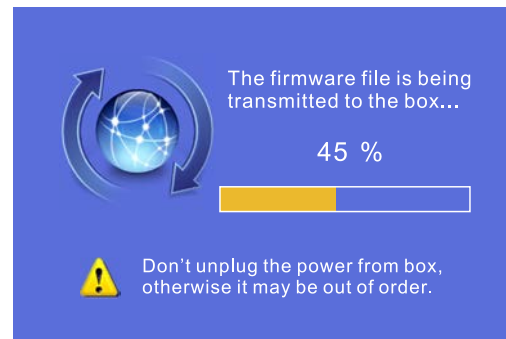 The firmware file is being
transmitted to the box...
45 %
Don't unplug the power from box,
otherwise it may be out of order.